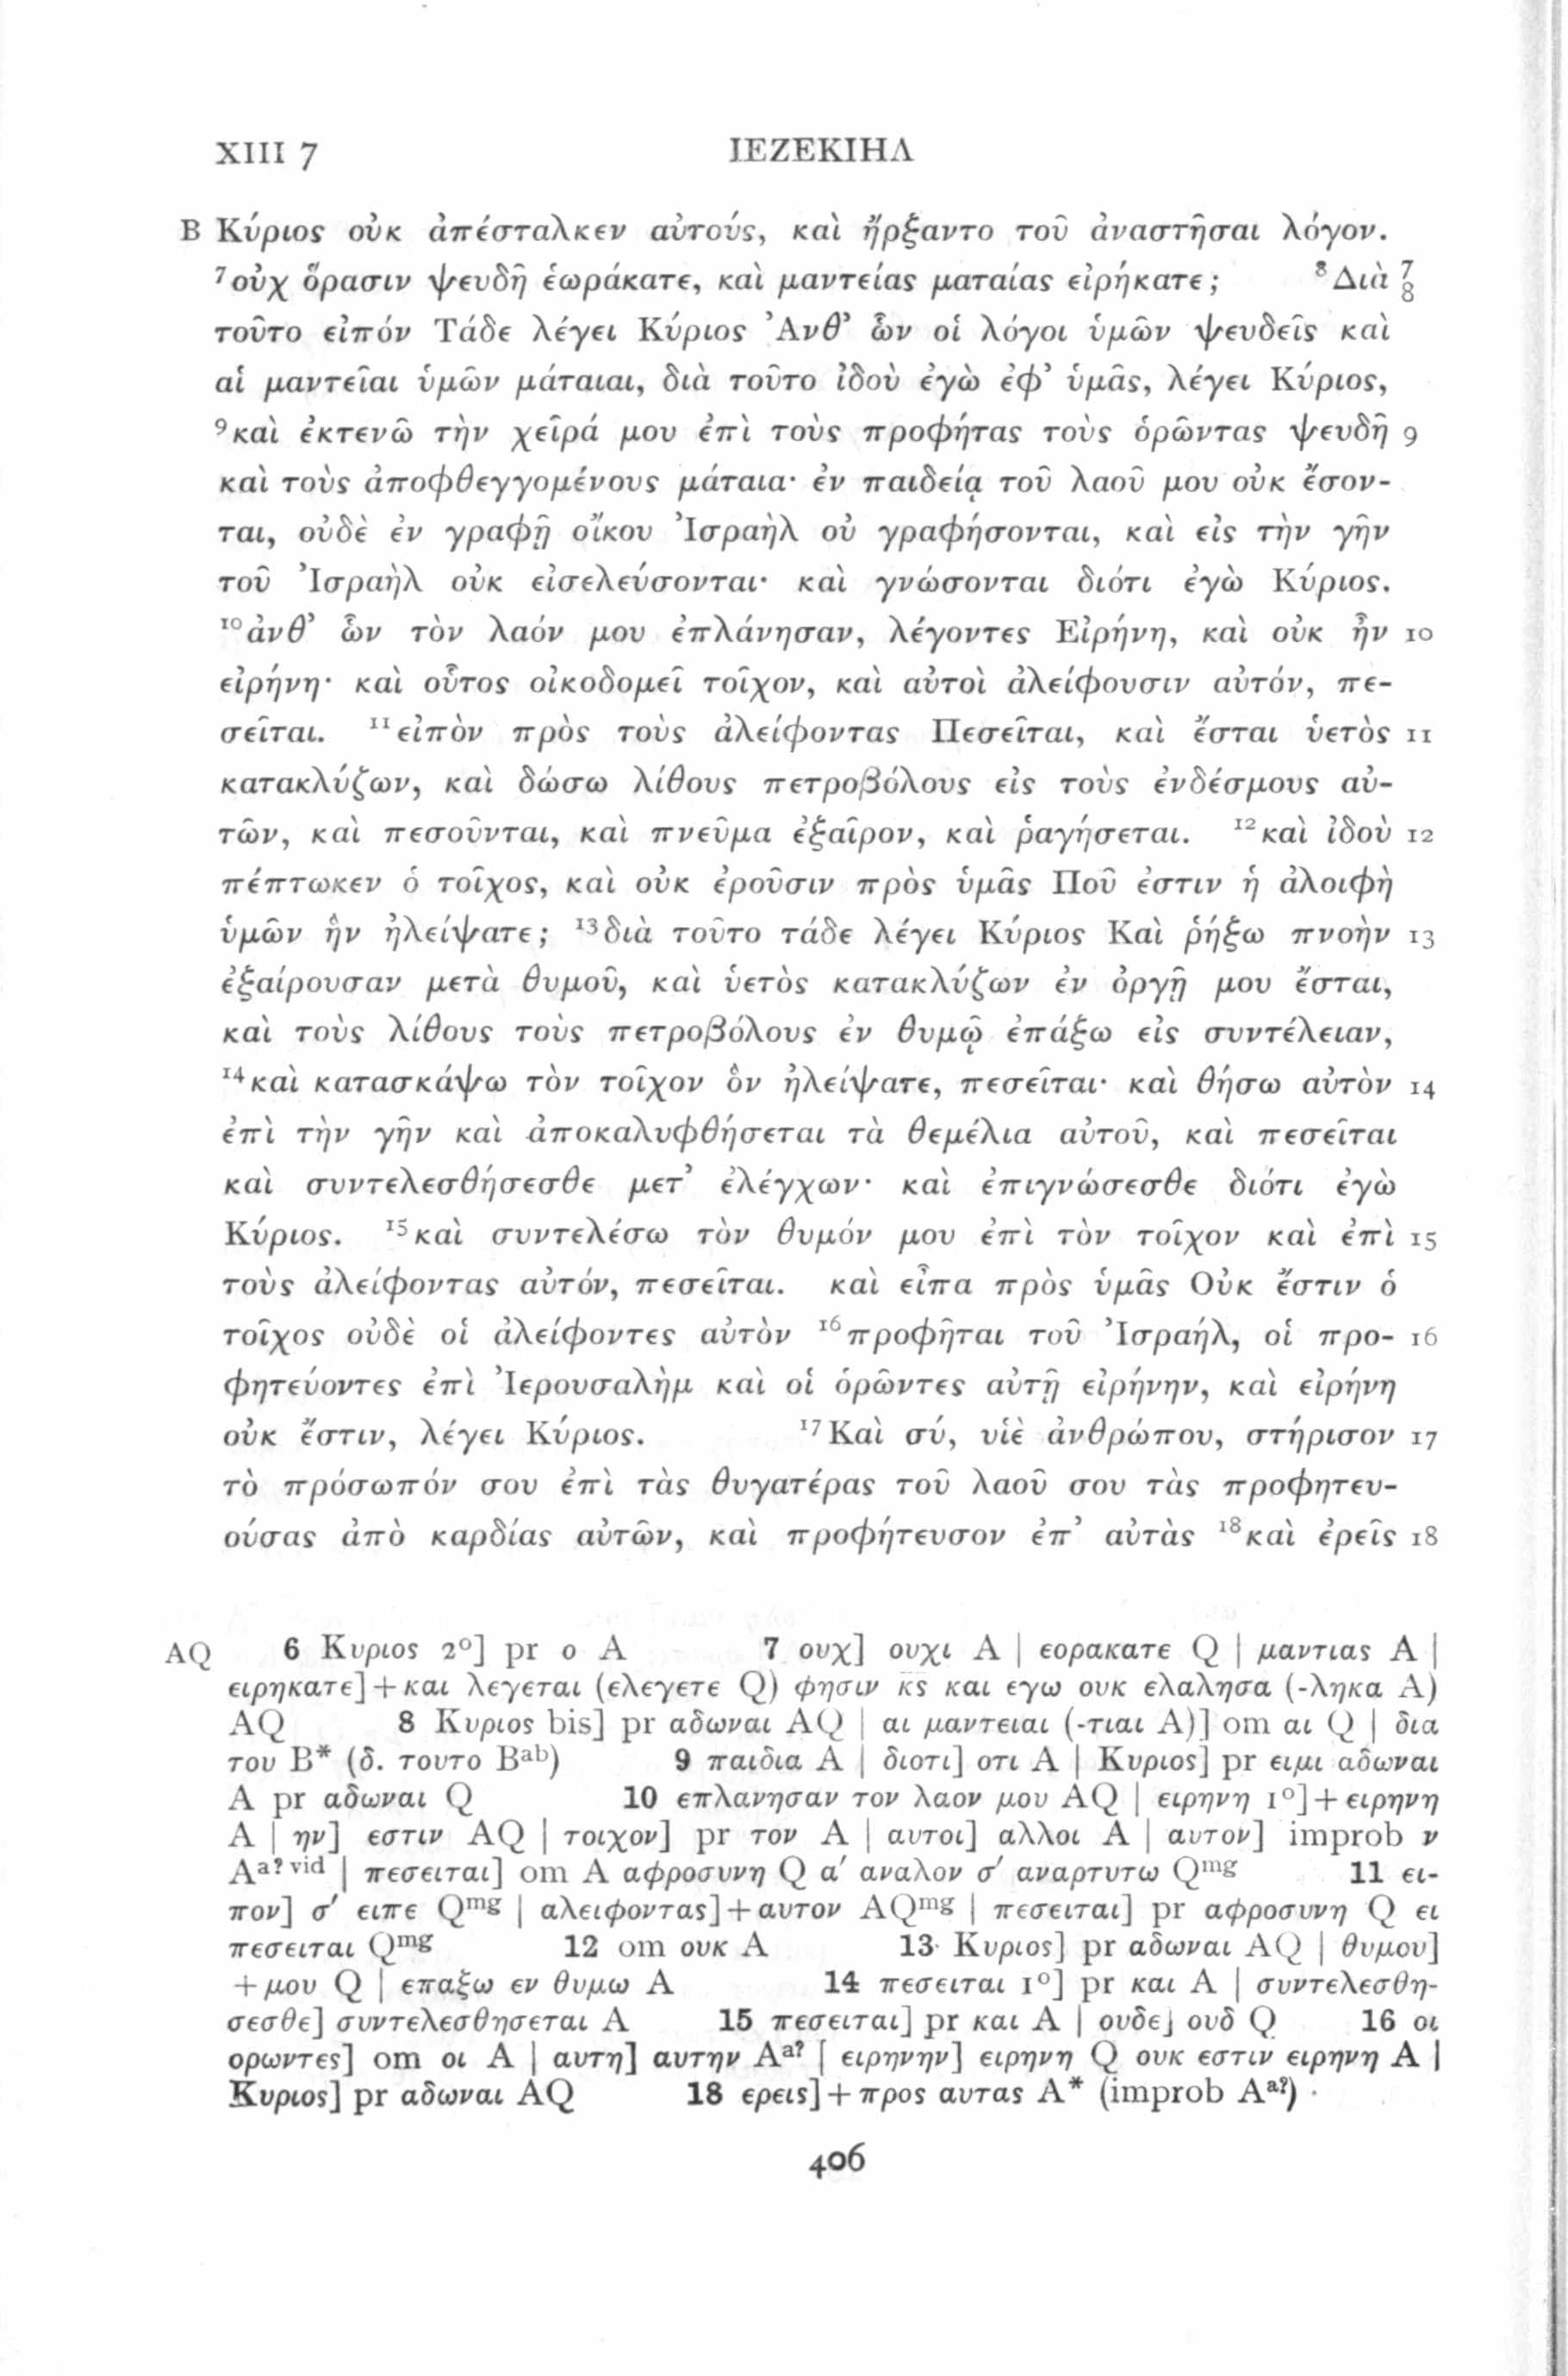 XIII 7 ΙΕΖΕΚΙΗΛ
B Κύριος οὐκ ἀπέσταλκεν αὐτούς, καὶ ἤρξαντο τοῦ ἀναστῆσαι λόγον.
⁷οὐχ ὅρασιν ψευδῆ ἑωράκατε, καὶ μαντείας ματαίας εἰρήκατε; ⁸Διὰ 7 8
τοῦτο εἰπόν Τάδε λέγει Κύριος Ἀνθ᾽ ὧν οἱ λόγοι ὑμῶν ψευδεῖς καὶ
αἱ μαντεῖαι ὑμῶν μάταιαι, διὰ τοῦτο ἰδοὺ ἐγὼ ἐφ᾽ ὑμᾶς, λέγει Κύριος,
⁹καὶ ἐκτενῶ τὴν χεῖρά μου ἐπὶ τοὺς προφήτας τοὺς ὁρῶντας ψευδῆ 9
καὶ τοὺς ἀποφθεγγομένους μάταια· ἐν παιδείᾳ τοῦ λαοῦ μου οὐκ ἔσον-
ται, οὐδὲ ἐν γραφῇ οἴκου Ἰσραὴλ οὐ γραφήσονται, καὶ εἰς τὴν γῆν
τοῦ Ἰσραὴλ οὐκ εἰσελεύσονται· καὶ γνώσονται διότι ἐγὼ Κύριος.
¹⁰ἀνθ᾽ ὧν τὸν λαόν μου ἐπλάνησαν, λέγοντες Εἰρήνη, καὶ οὐκ ἦν 10
εἰρήνη· καὶ οὗτος οἰκοδομεῖ τοῖχον, καὶ αὐτοὶ ἀλείφουσιν αὐτόν, πε-
σεῖται. ¹¹εἰπὸν πρὸς τοὺς ἀλείφοντας Πεσεῖται, καὶ ἔσται ὑετὸς 11
κατακλύζων, καὶ δώσω λίθους πετροβόλους εἰς τοὺς ἐνδέσμους αὐ-
τῶν, καὶ πεσοῦνται, καὶ πνεῦμα ἐξαῖρον, καὶ ῥαγήσεται. ¹²καὶ ἰδοὺ 12
πέπτωκεν ὁ τοῖχος, καὶ οὐκ ἐροῦσιν πρὸς ὑμᾶς Ποῦ ἐστιν ἡ ἀλοιφὴ
ὑμῶν ἣν ἠλείψατε; ¹³διὰ τοῦτο τάδε λέγει Κύριος Καὶ ῥήξω πνοὴν 13
ἐξαίρουσαν μετὰ θυμοῦ, καὶ ὑετὸς κατακλύζων ἐν ὀργῇ μου ἔσται,
καὶ τοὺς λίθους τοὺς πετροβόλους ἐν θυμῷ ἐπάξω εἰς συντέλειαν,
¹⁴καὶ κατασκάψω τὸν τοῖχον ὃν ἠλείψατε, πεσεῖται· καὶ θήσω αὐτὸν 14
ἐπὶ τὴν γῆν καὶ ἀποκαλυφθήσεται τὰ θεμέλια αὐτοῦ, καὶ πεσεῖται
καὶ συντελεσθήσεσθε μετ᾽ ἐλέγχων· καὶ ἐπιγνώσεσθε διότι ἐγὼ
Κύριος. ¹⁵καὶ συντελέσω τὸν θυμόν μου ἐπὶ τὸν τοῖχον καὶ ἐπὶ 15
τοὺς ἀλείφοντας αὐτόν, πεσεῖται. καὶ εἶπα πρὸς ὑμᾶς Οὐκ ἔστιν ὁ
τοῖχος οὐδὲ οἱ ἀλείφοντες αὐτὸν ¹⁶προφῆται τοῦ Ἰσραήλ, οἱ προ- 16
φητεύοντες ἐπὶ Ἰερουσαλὴμ καὶ οἱ ὁρῶντες αὐτῇ εἰρήνην, καὶ εἰρήνη
οὐκ ἔστιν, λέγει Κύριος. ¹⁷Καὶ σύ, υἱὲ ἀνθρώπου, στήρισον 17
τὸ πρόσωπόν σου ἐπὶ τὰς θυγατέρας τοῦ λαοῦ σου τὰς προφητευ-
ούσας ἀπὸ καρδίας αὐτῶν, καὶ προφήτευσον ἐπ᾽ αὐτὰς ¹⁸καὶ ἐρεῖς 18
AQ 6 Κυριος 2°] pr ο A 7 ουχ] ουχι A | εορακατε Q | μαντιας A |
ειρηκατε]+και λεγεται (ελεγετε Q) φησιν κ̅ς̅ και εγω ουκ ελαλησα (-ληκα A)
AQ 8 Κυριος bis] pr αδωναι AQ | αι μαντειαι (-τιαι A)] om αι Q | δια
του B* (δ. τουτο Bᵃᵇ) 9 παιδια A | διοτι] οτι A | Κυριος] pr ειμι αδωναι
A pr αδωναι Q 10 επλανησαν τον λαον μου AQ | ειρηνη 1°]+ειρηνη
A | ην] εστιν AQ | τοιχον] pr τον A | αυτοι] αλλοι A | αυτον] improb ν
Aᵃ?ᵛⁱᵈ | πεσειται] om A αφροσυνη Q α′ αναλον σ′ αναρτυτω Qᵐᵍ 11 ει-
πον] σ′ ειπε Qᵐᵍ | αλειφοντας]+αυτον AQᵐᵍ | πεσειται] pr αφροσυνη Q ει
πεσειται Qᵐᵍ 12 om ουκ A 13 Κυριος] pr αδωναι AQ | θυμου]
+μου Q | επαξω εν θυμω A 14 πεσειται 1°] pr και A | συντελεσθη-
σεσθε] συντελεσθησεται A 15 πεσειται] pr και A | ουδε] ουδ Q 16 οι
ορωντες] om οι A | αυτη] αυτην Aᵃ? | ειρηνην] ειρηνη Q ουκ εστιν ειρηνη A |
Κυριος] pr αδωναι AQ 18 ερεις]+προς αυτας A* (improb Aᵃ?)
406